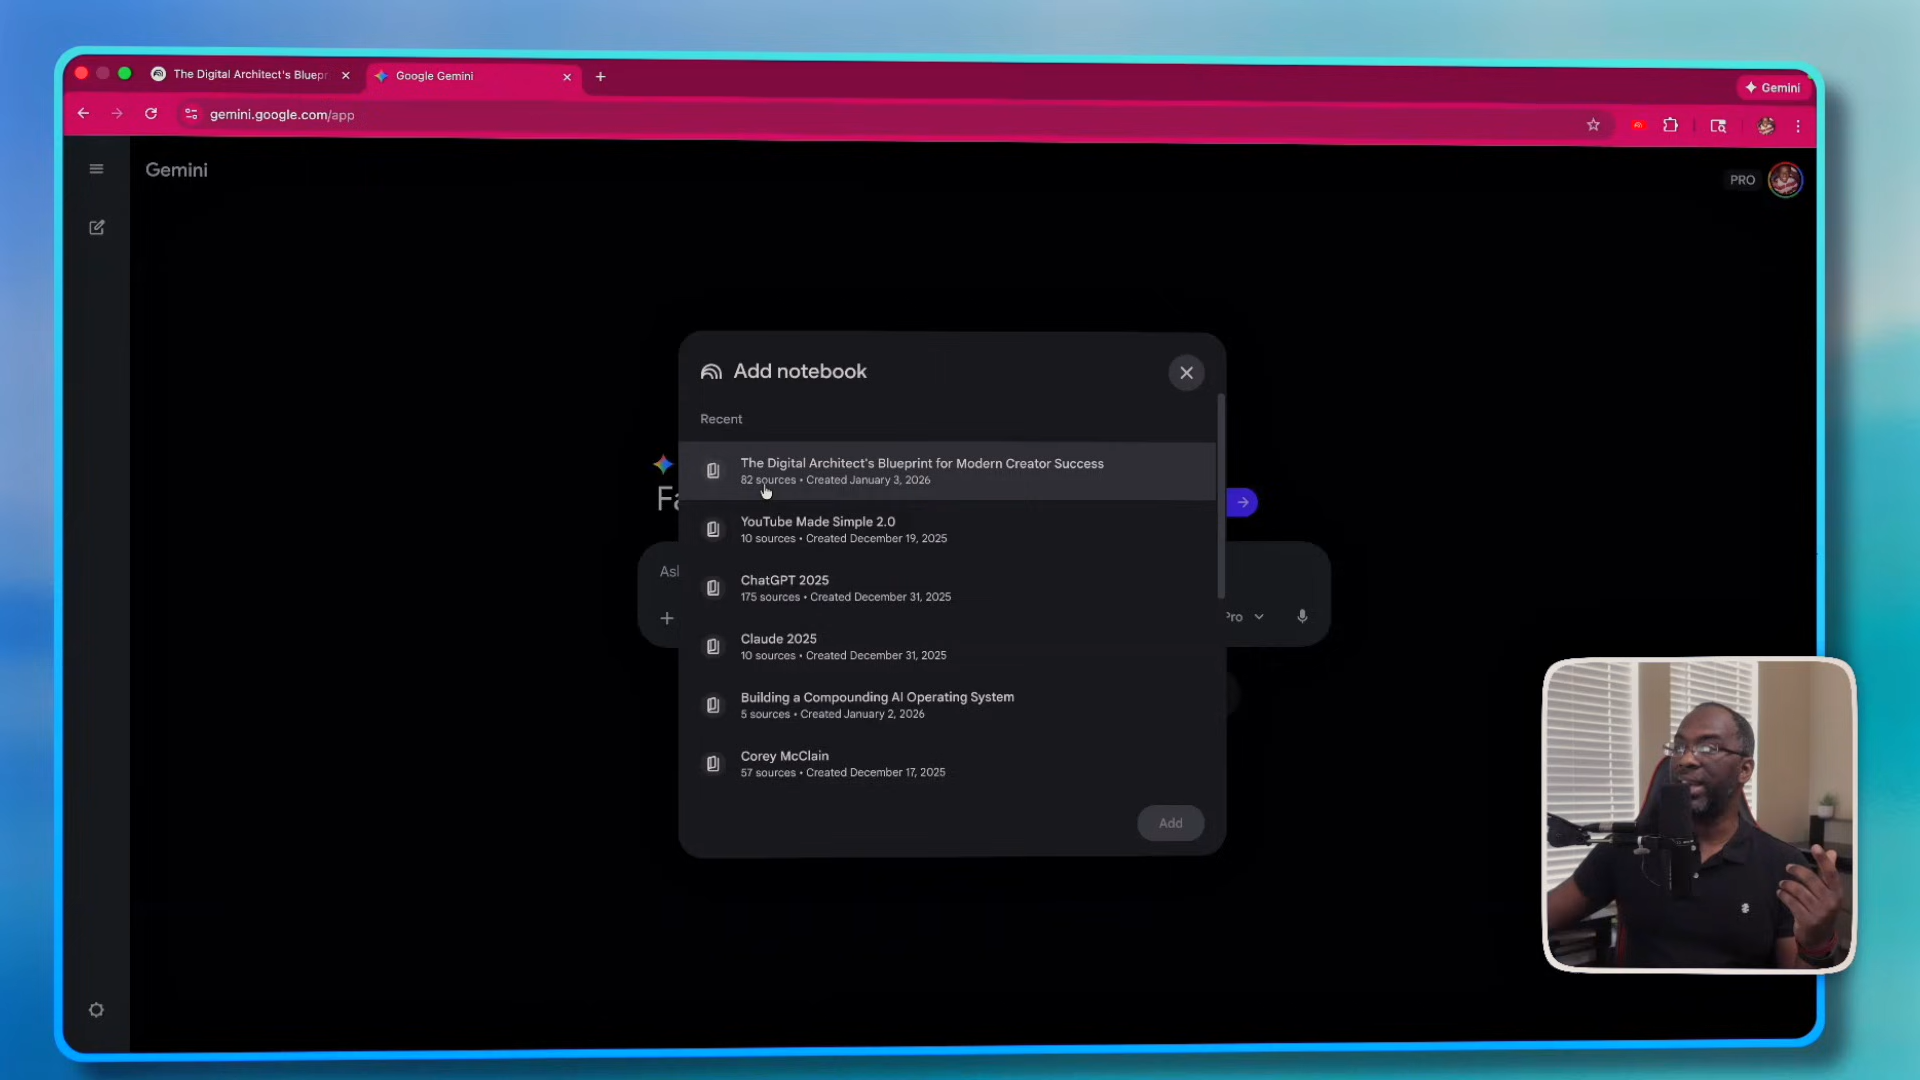 The Digital Architect's Bluepr
Google Gemini
Gemini
gemini.google.com/app
Gemini
PRO
Add notebook
Recent
The Digital Architect's Blueprint for Modern Creator Success
82 sources • Created January 3, 2026
Fa
YouTube Made Simple 2.0
10 sources • Created December 19, 2025
Ask
ChatGPT 2025
175 sources • Created December 31, 2025
Pro
Claude 2025
10 sources • Created December 31, 2025
Building a Compounding AI Operating System
5 sources • Created January 2, 2026
Corey McClain
57 sources • Created December 17, 2025
Add